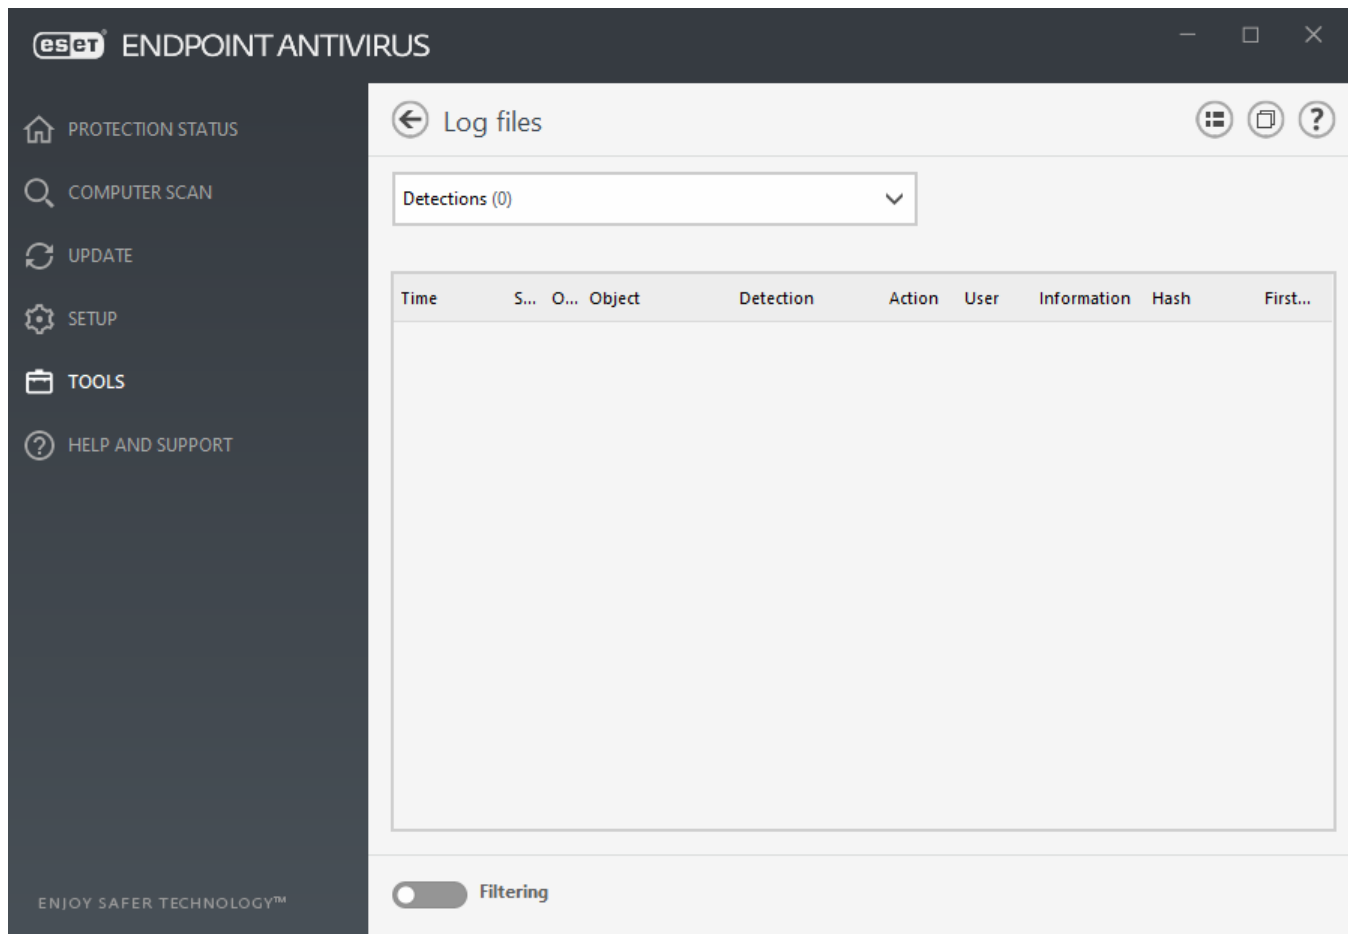 eset ENDPOINT ANTIVIRUS
PROTECTION STATUS
COMPUTER SCAN
UPDATE
SETUP
TOOLS
HELP AND SUPPORT
ENJOY SAFER TECHNOLOGY™
Log files
?
Detections (0)
Time S... O... Object Detection Action User Information Hash First...
Filtering